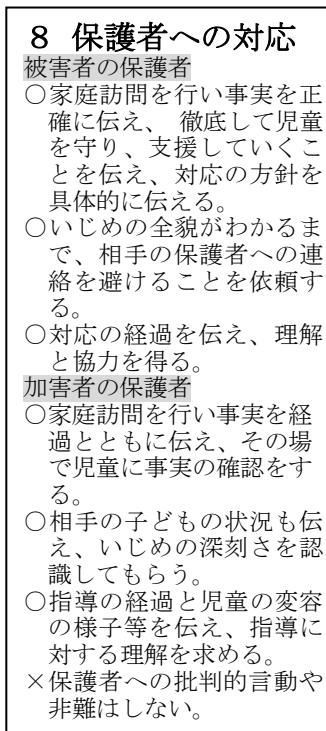 ８ 保護者への対応
被害者の保護者
○家庭訪問を行い事実を正
確に伝え、 徹底して児童
を守り、支援していくこ
とを伝え、対応の方針を
具体的に伝える。
○いじめの全貌がわかるま
で、相手の保護者への連
絡を避けることを依頼す
る。
○対応の経過を伝え、理解
と協力を得る。
加害者の保護者
○家庭訪問を行い事実を経
過とともに伝え、その場
で児童に事実の確認をす
る。
○相手の子どもの状況も伝
え、いじめの深刻さを認
識してもらう。
○指導の経過と児童の変容
の様子等を伝え、指導に
対する理解を求める。
×保護者への批判的言動や
非難はしない。